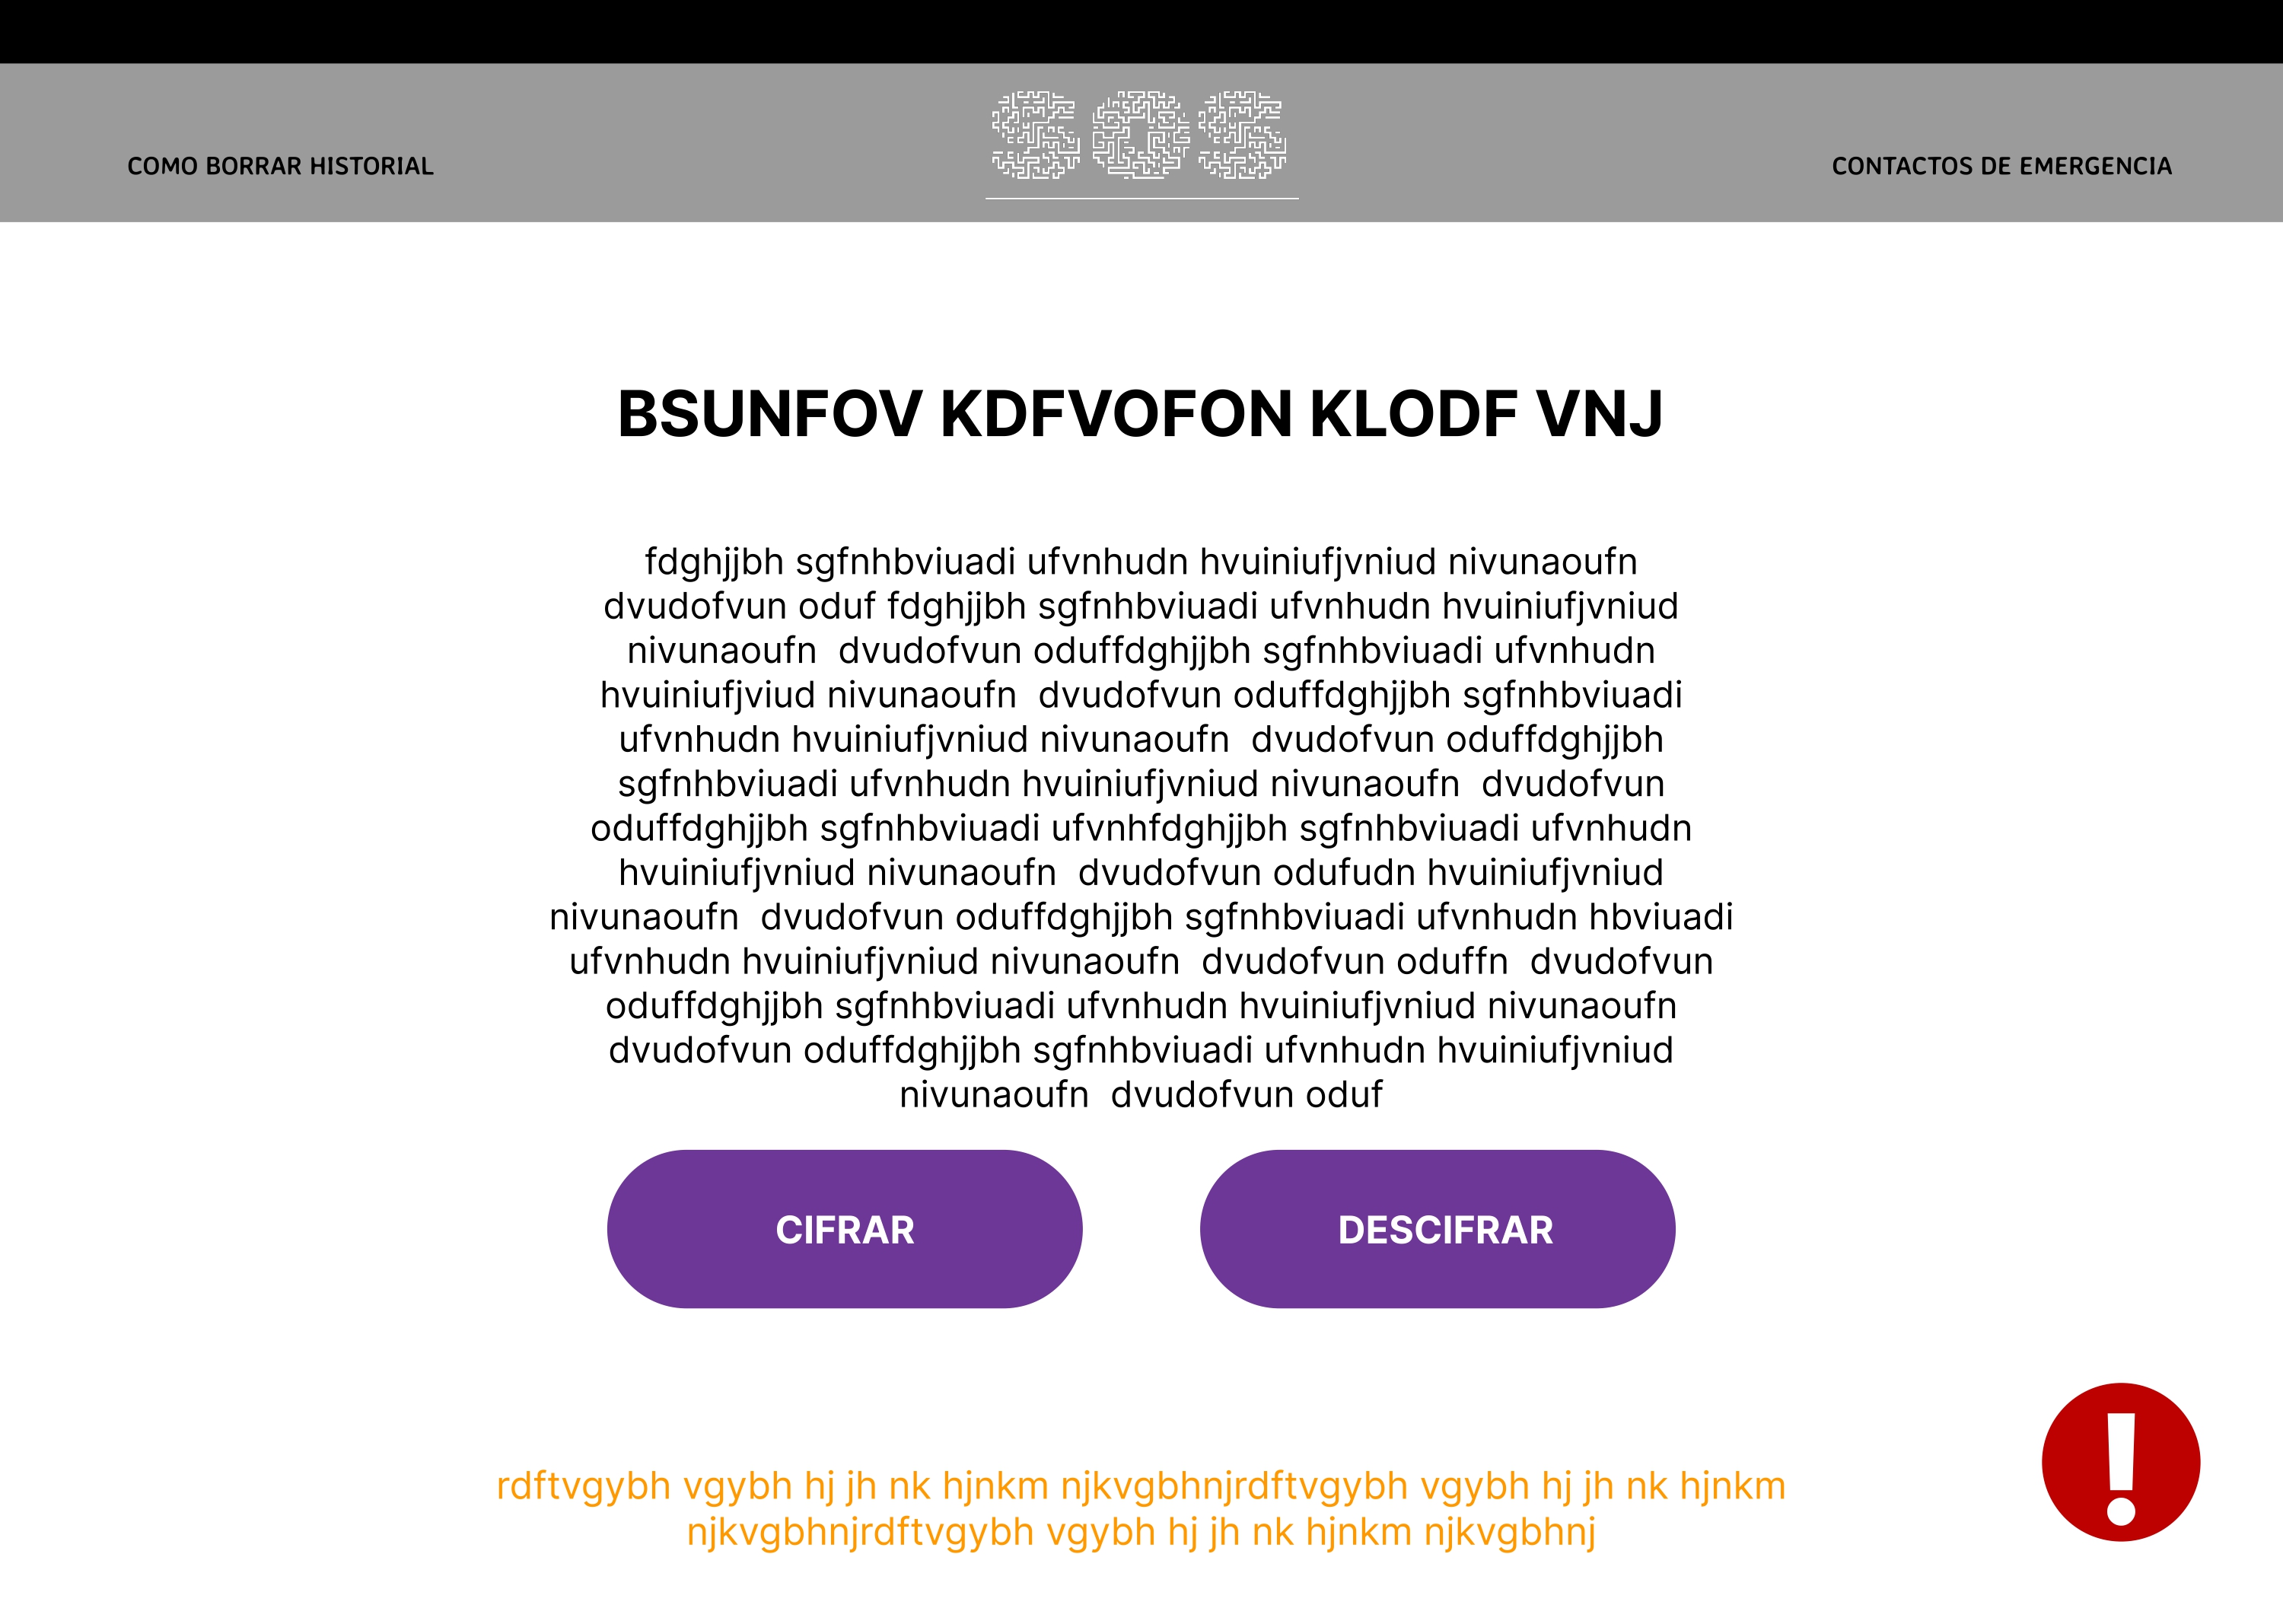 COMO BORRAR HISTORIAL
SOS
CONTACTOS DE EMERGENCIA
BSUNFOV KDFVOFON KLODF VNJ
fdghjjbh sgfnhbviuadi ufvnhudn hvuiniufjvniud nivunaoufn
dvudofvun oduf fdghjjbh sgfnhbviuadi ufvnhudn hvuiniufjvniud
nivunaoufn  dvudofvun oduffdghjjbh sgfnhbviuadi ufvnhudn
hvuiniufjviud nivunaoufn  dvudofvun oduffdghjjbh sgfnhbviuadi
ufvnhudn hvuiniufjvniud nivunaoufn  dvudofvun oduffdghjjbh
sgfnhbviuadi ufvnhudn hvuiniufjvniud nivunaoufn  dvudofvun
oduffdghjjbh sgfnhbviuadi ufvnhfdghjjbh sgfnhbviuadi ufvnhudn
hvuiniufjvniud nivunaoufn  dvudofvun odufudn hvuiniufjvniud
nivunaoufn  dvudofvun oduffdghjjbh sgfnhbviuadi ufvnhudn hbviuadi
ufvnhudn hvuiniufjvniud nivunaoufn  dvudofvun oduffn  dvudofvun
oduffdghjjbh sgfnhbviuadi ufvnhudn hvuiniufjvniud nivunaoufn
dvudofvun oduffdghjjbh sgfnhbviuadi ufvnhudn hvuiniufjvniud
nivunaoufn  dvudofvun oduf
CIFRAR
DESCIFRAR
!
rdftvgybh vgybh hj jh nk hjnkm njkvgbhnjrdftvgybh vgybh hj jh nk hjnkm
njkvgbhnjrdftvgybh vgybh hj jh nk hjnkm njkvgbhnj